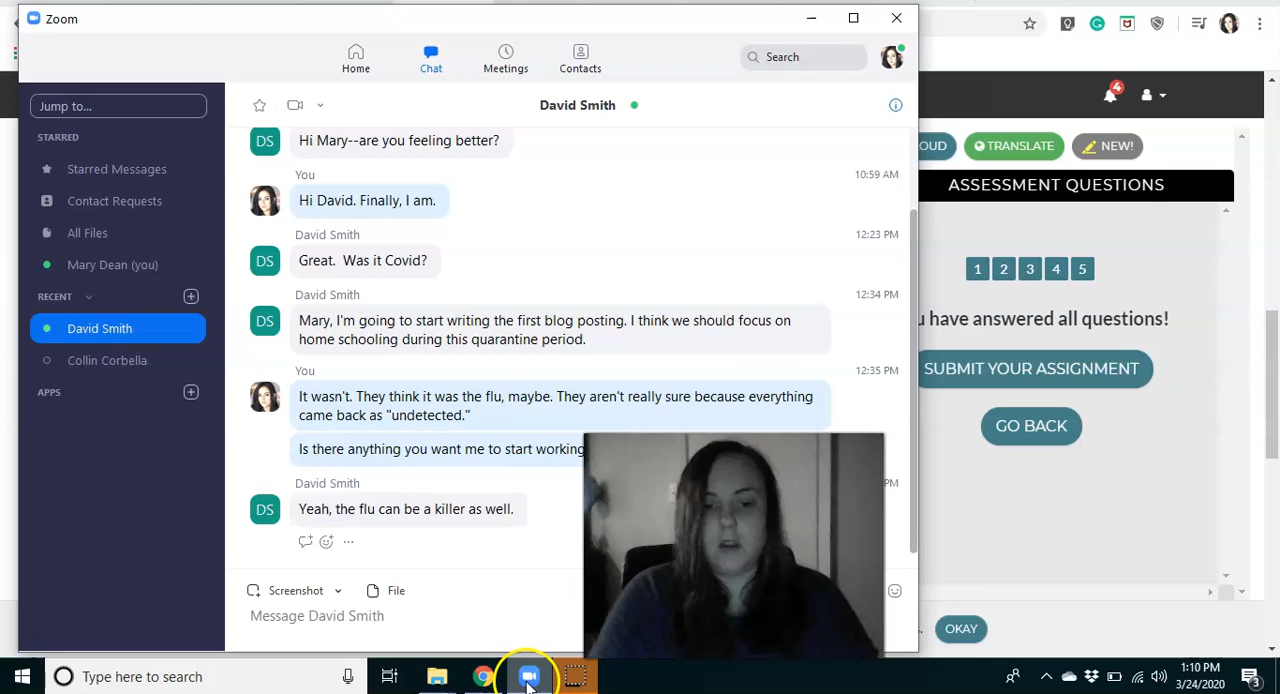 Zoom
Home
Chat
Meetings
Contacts
Search
Jump to...
STARRED
Starred Messages
Contact Requests
All Files
Mary Dean (you)
RECENT
David Smith
Collin Corbella
APPS
David Smith
DS
Hi Mary--are you feeling better?
You
10:59 AM
Hi David. Finally, I am.
David Smith
12:23 PM
DS
Great. Was it Covid?
David Smith
12:34 PM
DS
Mary, I'm going to start writing the first blog posting. I think we should focus on
home schooling during this quarantine period.
You
12:35 PM
It wasn't. They think it was the flu, maybe. They aren't really sure because everything
came back as "undetected."
Is there anything you want me to start working
David Smith
PM
DS
Yeah, the flu can be a killer as well.
Screenshot
File
Message David Smith
4
OUD
TRANSLATE
NEW!
ASSESSMENT QUESTIONS
1 2 3 4 5
u have answered all questions!
SUBMIT YOUR ASSIGNMENT
GO BACK
OKAY
Type here to search
1:10 PM
3/24/2020
3